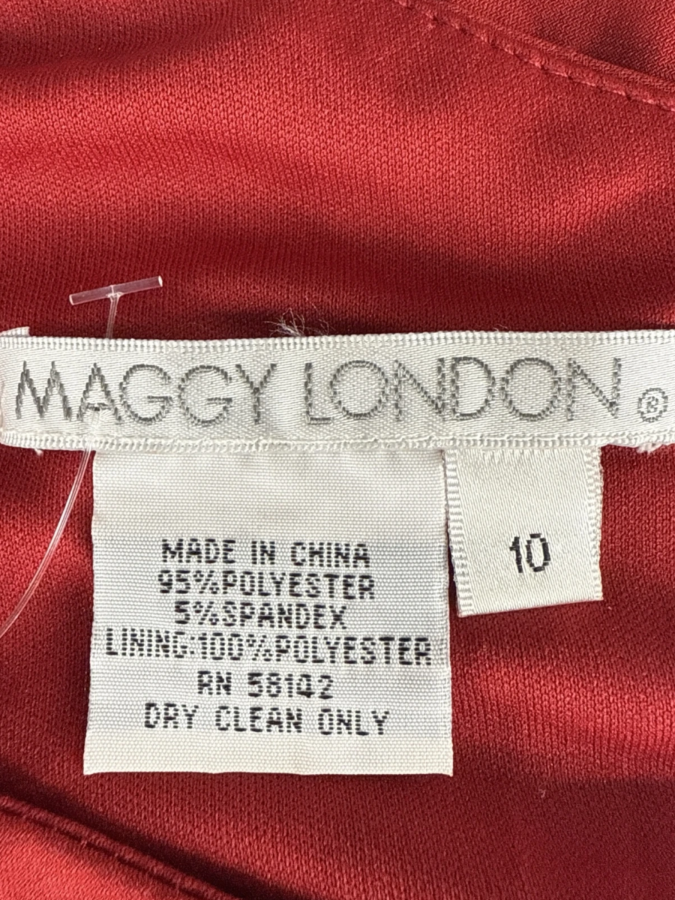 MAGGY LONDON ®
10
MADE IN CHINA
95%POLYESTER
5%SPANDEX
LINING:100%POLYESTER
RN 58142
DRY CLEAN ONLY